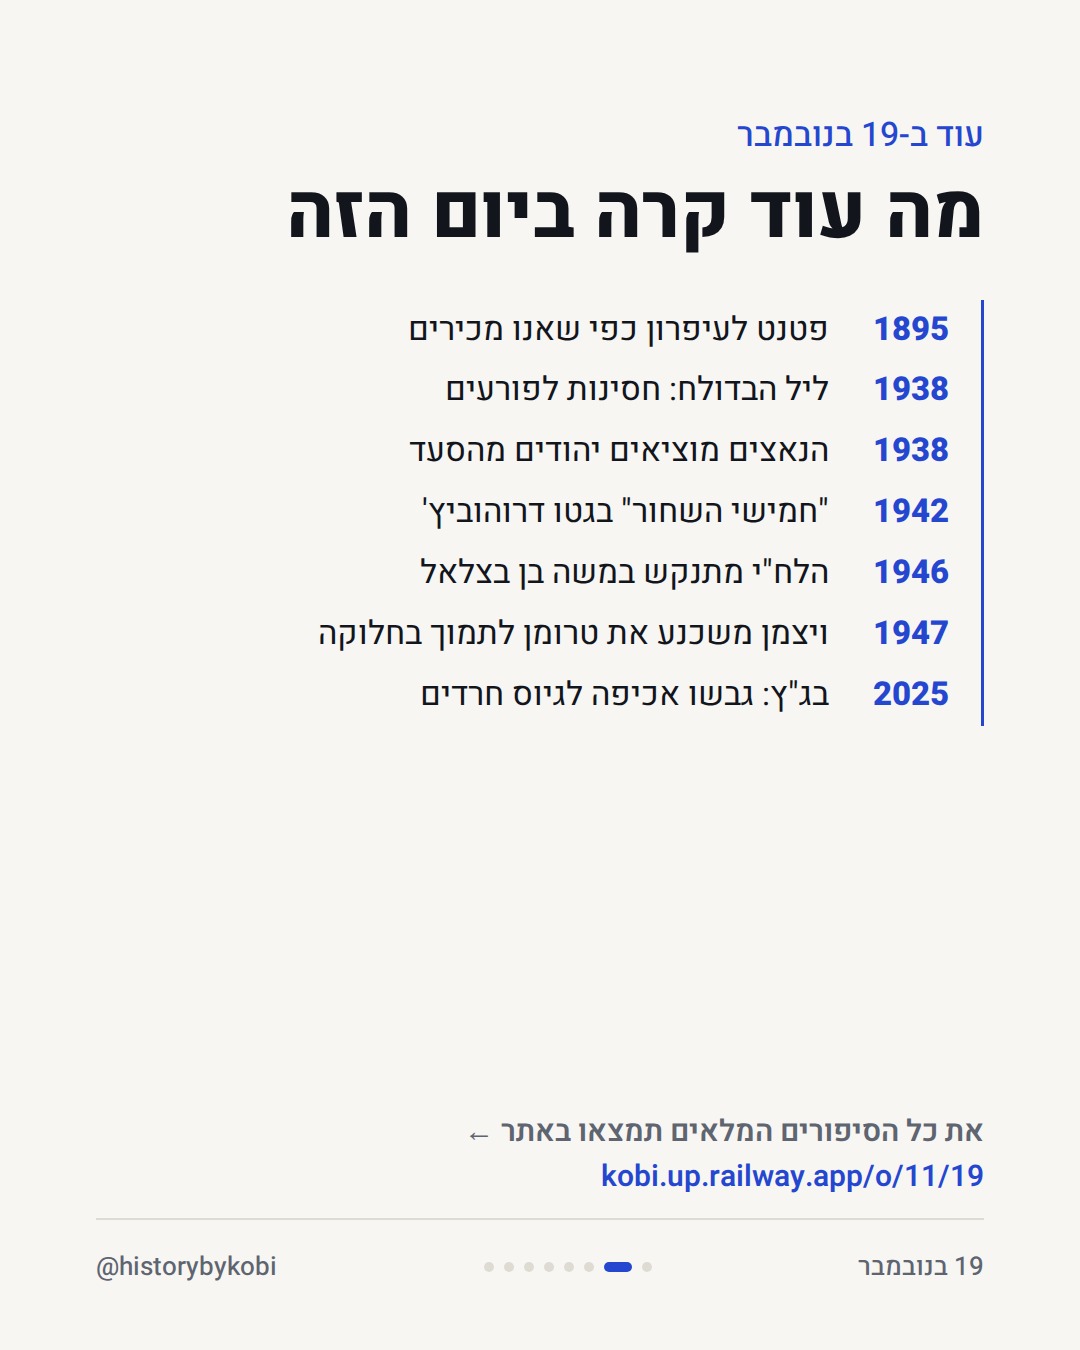 עוד ב-19 בנובמבר
מה עוד קרה ביום הזה
1895 פטנט לעיפרון כפי שאנו מכירים
1938 ליל הבדולח: חסינות לפורעים
1938 הנאצים מוציאים יהודים מהסעד
1942 "חמישי השחור" בגטו דרוהוביץ'
1946 הלח"י מתנקש במשה בן בצלאל
1947 ויצמן משכנע את טרומן לתמוך בחלוקה
2025 בג"ץ: גבשו אכיפה לגיוס חרדים
את כל הסיפורים המלאים תמצאו באתר ←
kobi.up.railway.app/o/11/19
19 בנובמבר
@historybykobi